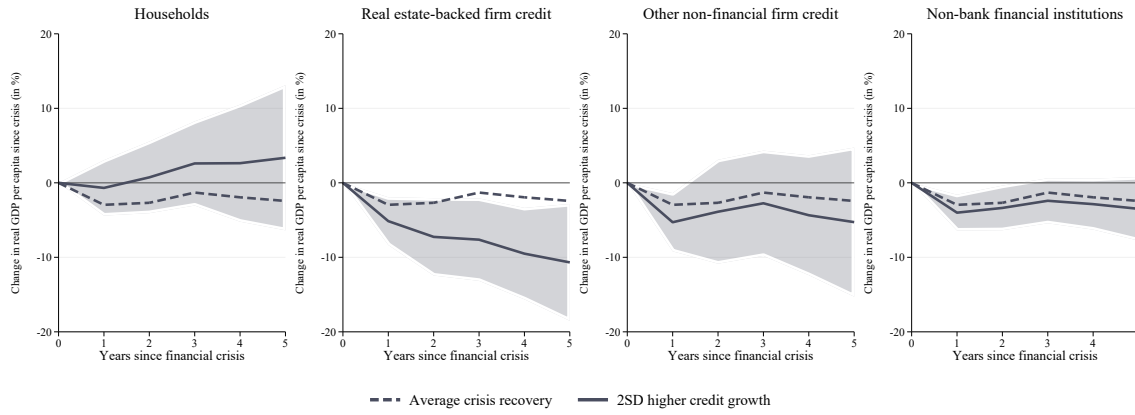 Households
Real estate-backed firm credit
Other non-financial firm credit
Non-bank financial institutions
Change in real GDP per capita since crisis (in %)
20
10
0
-10
-20
0 1 2 3 4 5
Years since financial crisis
Change in real GDP per capita since crisis (in %)
20
10
0
-10
-20
0 1 2 3 4 5
Years since financial crisis
Change in real GDP per capita since crisis (in %)
20
10
0
-10
-20
0 1 2 3 4 5
Years since financial crisis
Change in real GDP per capita since crisis (in %)
20
10
0
-10
-20
0 1 2 3 4
Years since financial crisis
Average crisis recovery
2SD higher credit growth